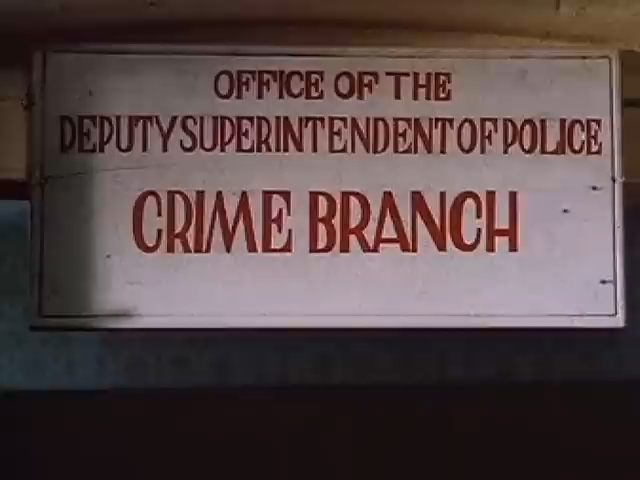 OFFICE OF THE
DEPUTY SUPERINTENDENT OF POLICE
CRIME BRANCH